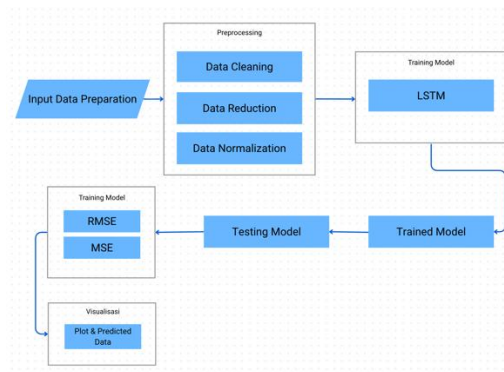 Preprocessing
Data Cleaning
Input Data Preparation
Data Reduction
Data Normalization
Training Model
LSTM
Trained Model
Testing Model
Training Model
RMSE
MSE
Visualisasi
Plot & Predicted
Data